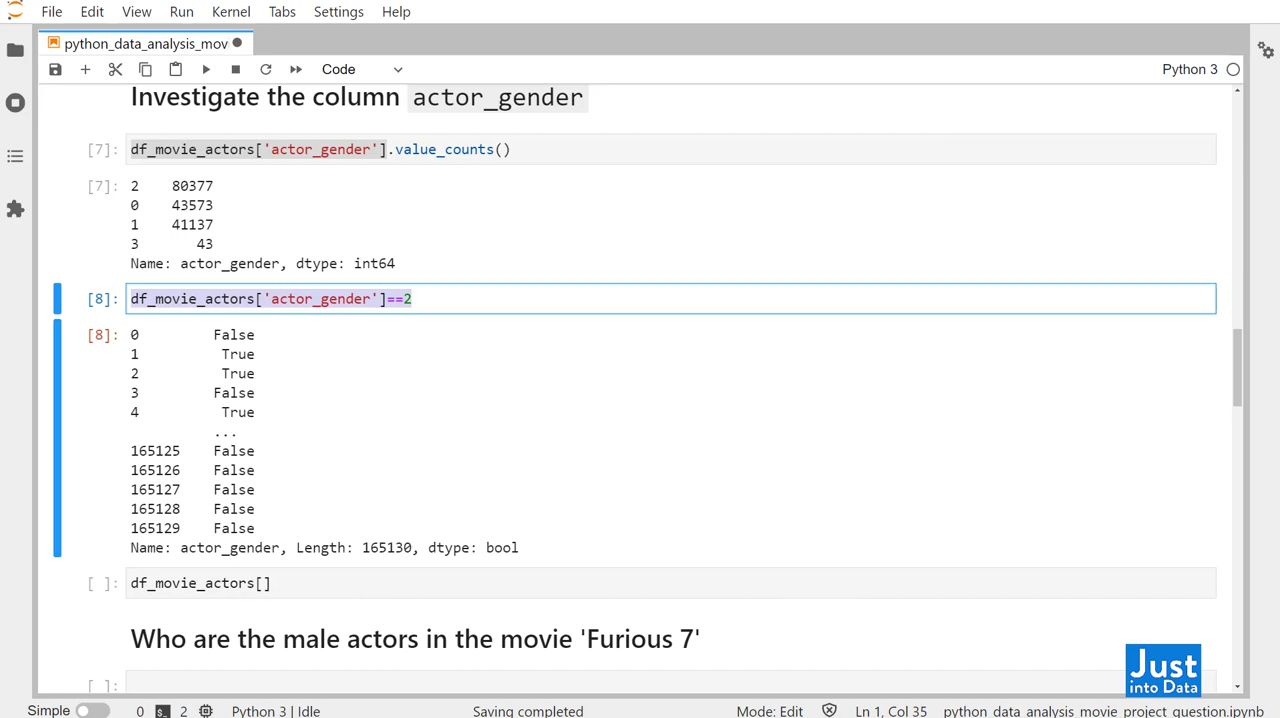 File Edit View Run Kernel Tabs Settings Help
python_data_analysis_mov
Code
Python 3
Investigate the column actor_gender
[7]: df_movie_actors['actor_gender'].value_counts()
[7]: 2 80377
0 43573
1 41137
3 43
Name: actor_gender, dtype: int64
[8]: df_movie_actors['actor_gender']==2
[8]: 0 False
1 True
2 True
3 False
4 True
...
165125 False
165126 False
165127 False
165128 False
165129 False
Name: actor_gender, Length: 165130, dtype: bool
[ ]: df_movie_actors[]
Who are the male actors in the movie 'Furious 7'
[ ]:
Just
into Data
Simple 0 2 Python 3 | Idle Saving completed Mode: Edit Ln 1, Col 35 python_data_analysis_movie_project_question.ipynb